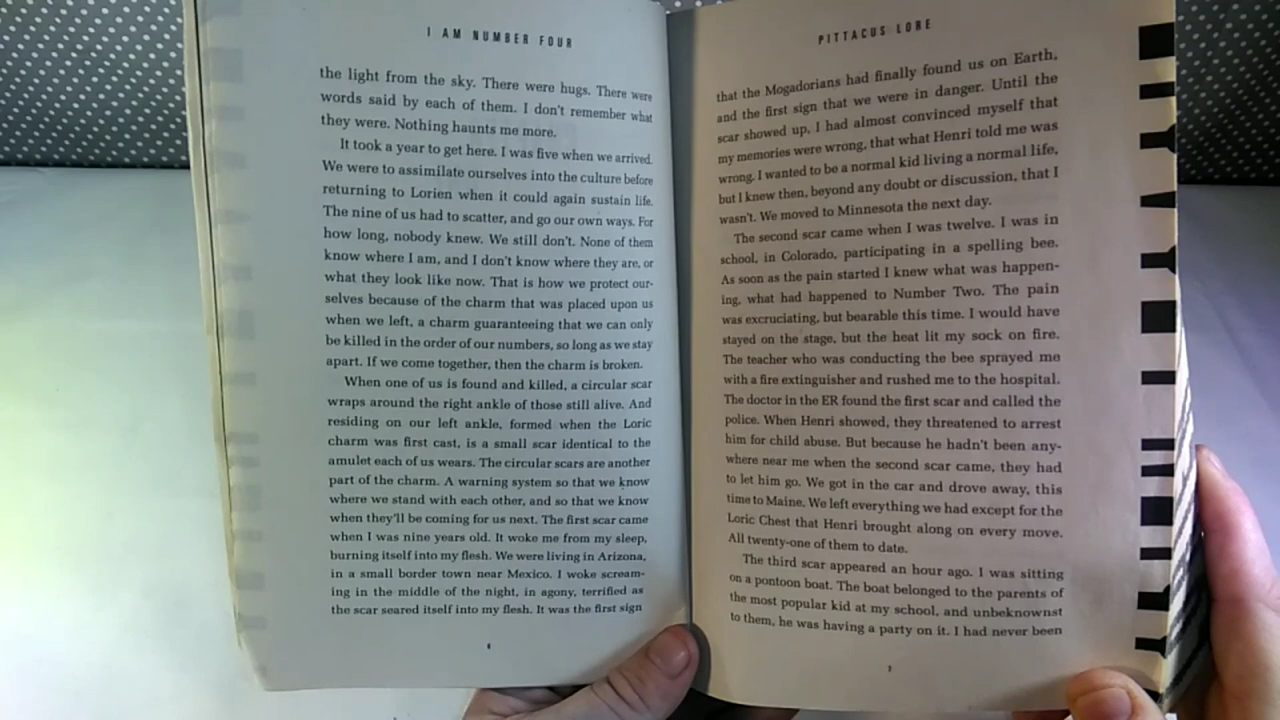 I AM NUMBER FOUR
the light from the sky. There were hugs. There were
words said by each of them. I don't remember what
they were. Nothing haunts me more.
It took a year to get here. I was five when we arrived.
We were to assimilate ourselves into the culture before
returning to Lorien when it could again sustain life.
The nine of us had to scatter, and go our own ways. For
how long, nobody knew. We still don't. None of them
know where I am, and I don't know where they are, or
what they look like now. That is how we protect our-
selves because of the charm that was placed upon us
when we left, a charm guaranteeing that we can only
be killed in the order of our numbers, so long as we stay
apart. If we come together, then the charm is broken.
When one of us is found and killed, a circular scar
wraps around the right ankle of those still alive. And
residing on our left ankle, formed when the Loric
charm was first cast, is a small scar identical to the
amulet each of us wears. The circular scars are another
part of the charm. A warning system so that we know
where we stand with each other, and so that we know
when they'll be coming for us next. The first scar came
when I was nine years old. It woke me from my sleep,
burning itself into my flesh. We were living in Arizona,
in a small border town near Mexico. I woke scream-
ing in the middle of the night, in agony, terrified as
the scar seared itself into my flesh. It was the first sign
6
PITTACUS LORE
that the Mogadorians had finally found us on Earth,
and the first sign that we were in danger. Until the
scar showed up, I had almost convinced myself that
my memories were wrong, that what Henri told me was
wrong. I wanted to be a normal kid living a normal life,
but I knew then, beyond any doubt or discussion, that I
wasn't. We moved to Minnesota the next day.
The second scar came when I was twelve. I was in
school, in Colorado, participating in a spelling bee.
As soon as the pain started I knew what was happen-
ing, what had happened to Number Two. The pain
was excruciating, but bearable this time. I would have
stayed on the stage, but the heat lit my sock on fire.
The teacher who was conducting the bee sprayed me
with a fire extinguisher and rushed me to the hospital.
The doctor in the ER found the first scar and called the
police. When Henri showed, they threatened to arrest
him for child abuse. But because he hadn't been any-
where near me when the second scar came, they had
to let him go. We got in the car and drove away, this
time to Maine. We left everything we had except for the
Loric Chest that Henri brought along on every move.
All twenty-one of them to date.
The third scar appeared an hour ago. I was sitting
on a pontoon boat. The boat belonged to the parents of
the most popular kid at my school, and unbeknownst
to them, he was having a party on it. I had never been
7